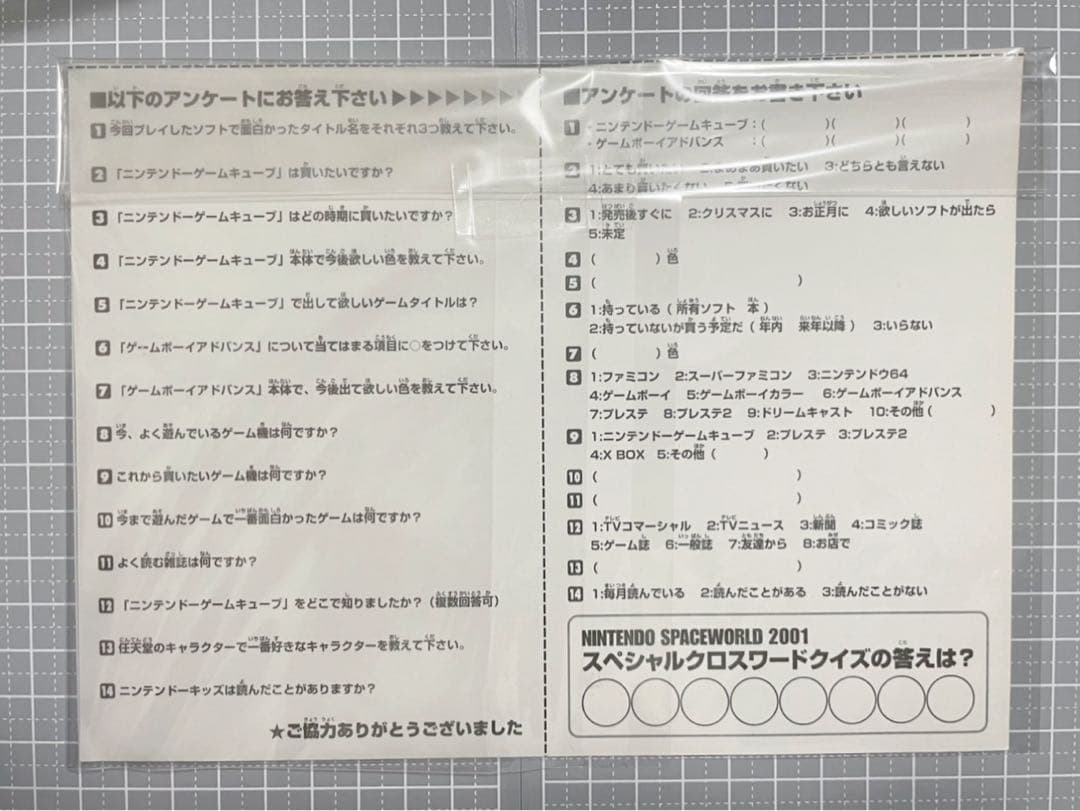 ■以下のアンケートにお答え下さい▶▶▶▶▶▶▶▶
1 今回プレイしたソフトで面白かったタイトル名をそれぞれ3つ教えて下さい。
2 「ニンテンドーゲームキューブ」は買いたいですか?
3 「ニンテンドーゲームキューブ」はどの時期に買いたいですか?
4 「ニンテンドーゲームキューブ」本体で今後欲しい色を教えて下さい。
5 「ニンテンドーゲームキューブ」で出して欲しいゲームタイトルは?
6 「ゲームボーイアドバンス」について当てはまる項目に○をつけて下さい。
7 「ゲームボーイアドバンス」本体で、今後出て欲しい色を教えて下さい。
8 今、よく遊んでいるゲーム機は何ですか?
9 これから買いたいゲーム機は何ですか?
10 今まで遊んだゲームで一番面白かったゲームは何ですか?
11 よく読む雑誌は何ですか?
12 「ニンテンドーゲームキューブ」をどこで知りましたか?(複数回答可)
13 任天堂のキャラクターで一番好きなキャラクターを教えて下さい。
14 ニンテンドーキッズは読んだことがありますか?
★ご協力ありがとうございました
■アンケートの回答をお書き下さい
1 ・ニンテンドーゲームキューブ:( )( )( )
・ゲームボーイアドバンス :( )( )( )
2 1:とても買いたい 2:まあまあ買いたい 3:どちらとも言えない
4:あまり買いたくない 5:買いたくない
3 1:発売後すぐに 2:クリスマスに 3:お正月に 4:欲しいソフトが出たら
5:未定
4 ( )色
5 ( )
6 1:持っている(所有ソフト 本)
2:持っていないが買う予定だ(年内 来年以降) 3:いらない
7 ( )色
8 1:ファミコン 2:スーパーファミコン 3:ニンテンドウ64
4:ゲームボーイ 5:ゲームボーイカラー 6:ゲームボーイアドバンス
7:プレステ 8:プレステ2 9:ドリームキャスト 10:その他( )
9 1:ニンテンドーゲームキューブ 2:プレステ 3:プレステ2
4:X BOX 5:その他( )
10 ( )
11 ( )
12 1:TVコマーシャル 2:TVニュース 3:新聞 4:コミック誌
5:ゲーム誌 6:一般誌 7:友達から 8:お店で
13 ( )
14 1:毎月読んでいる 2:読んだことがある 3:読んだことがない
NINTENDO SPACEWORLD 2001
スペシャルクロスワードクイズの答えは?